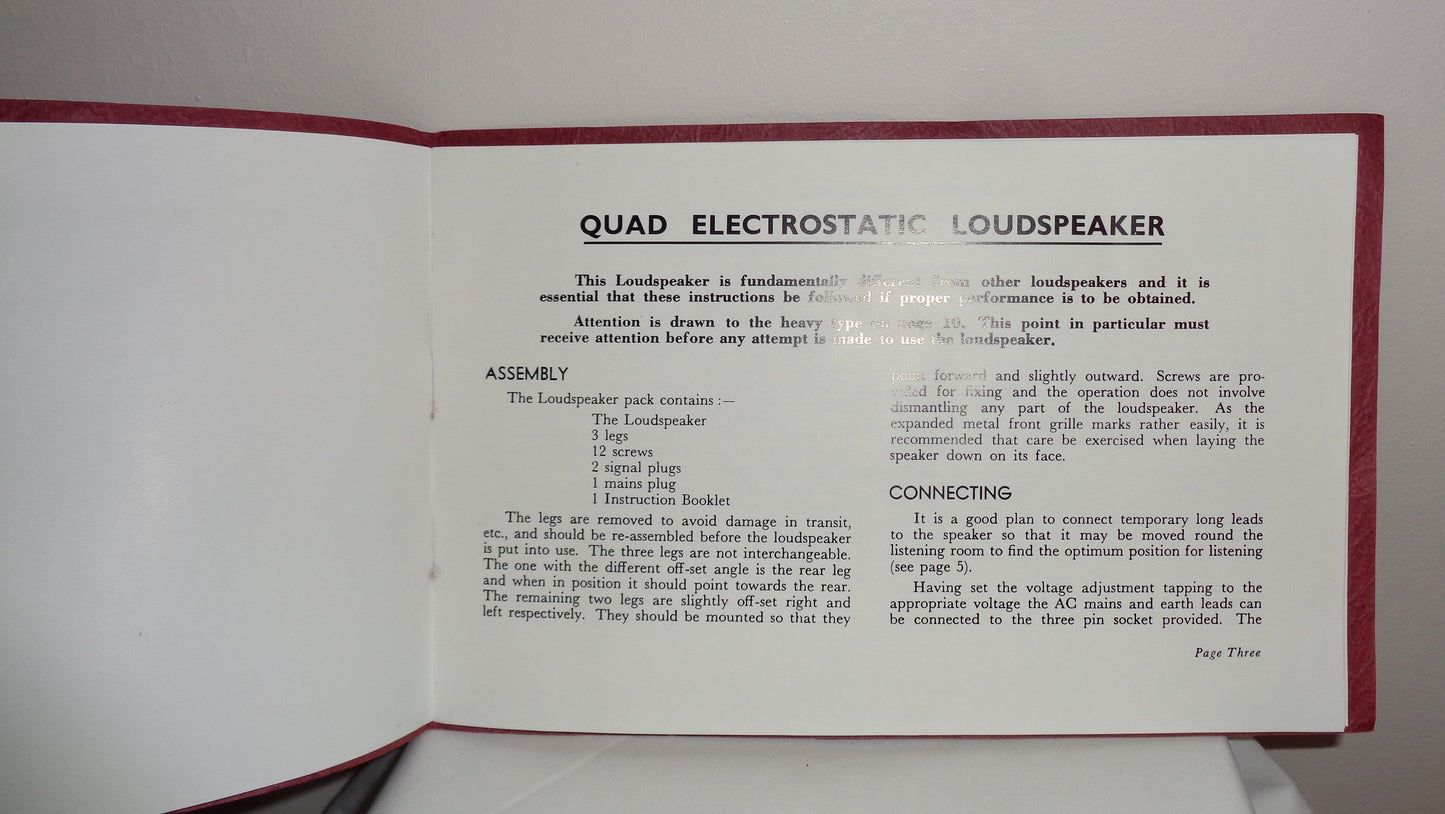 QUAD ELECTROSTATIC LOUDSPEAKER
This Loudspeaker is fundamentally different from other loudspeakers and it is
essential that these instructions be followed if proper performance is to be obtained.
Attention is drawn to the heavy type on page 10. This point in particular must
receive attention before any attempt is made to use the loudspeaker.
ASSEMBLY
The Loudspeaker pack contains :—
The Loudspeaker
3 legs
12 screws
2 signal plugs
1 mains plug
1 Instruction Booklet
The legs are removed to avoid damage in transit,
etc., and should be re-assembled before the loudspeaker
is put into use. The three legs are not interchangeable.
The one with the different off-set angle is the rear leg
and when in position it should point towards the rear.
The remaining two legs are slightly off-set right and
left respectively. They should be mounted so that they
point forward and slightly outward. Screws are pro-
vided for fixing and the operation does not involve
dismantling any part of the loudspeaker. As the
expanded metal front grille marks rather easily, it is
recommended that care be exercised when laying the
speaker down on its face.
CONNECTING
It is a good plan to connect temporary long leads
to the speaker so that it may be moved round the
listening room to find the optimum position for listening
(see page 5).
Having set the voltage adjustment tapping to the
appropriate voltage the AC mains and earth leads can
be connected to the three pin socket provided. The
Page Three